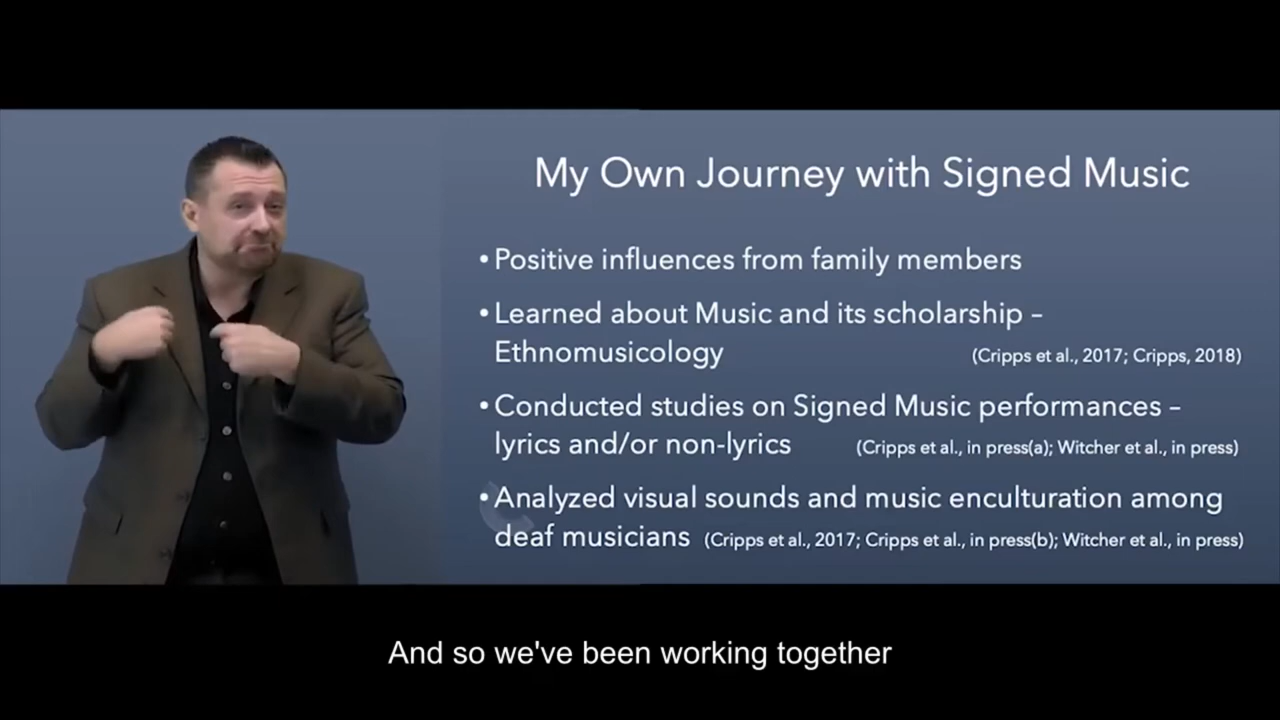 My Own Journey with Signed Music
• Positive influences from family members
• Learned about Music and its scholarship –
Ethnomusicology (Cripps et al., 2017; Cripps, 2018)
• Conducted studies on Signed Music performances –
lyrics and/or non-lyrics (Cripps et al., in press(a); Witcher et al., in press)
• Analyzed visual sounds and music enculturation among
deaf musicians (Cripps et al., 2017; Cripps et al., in press(b); Witcher et al., in press)
And so we've been working together